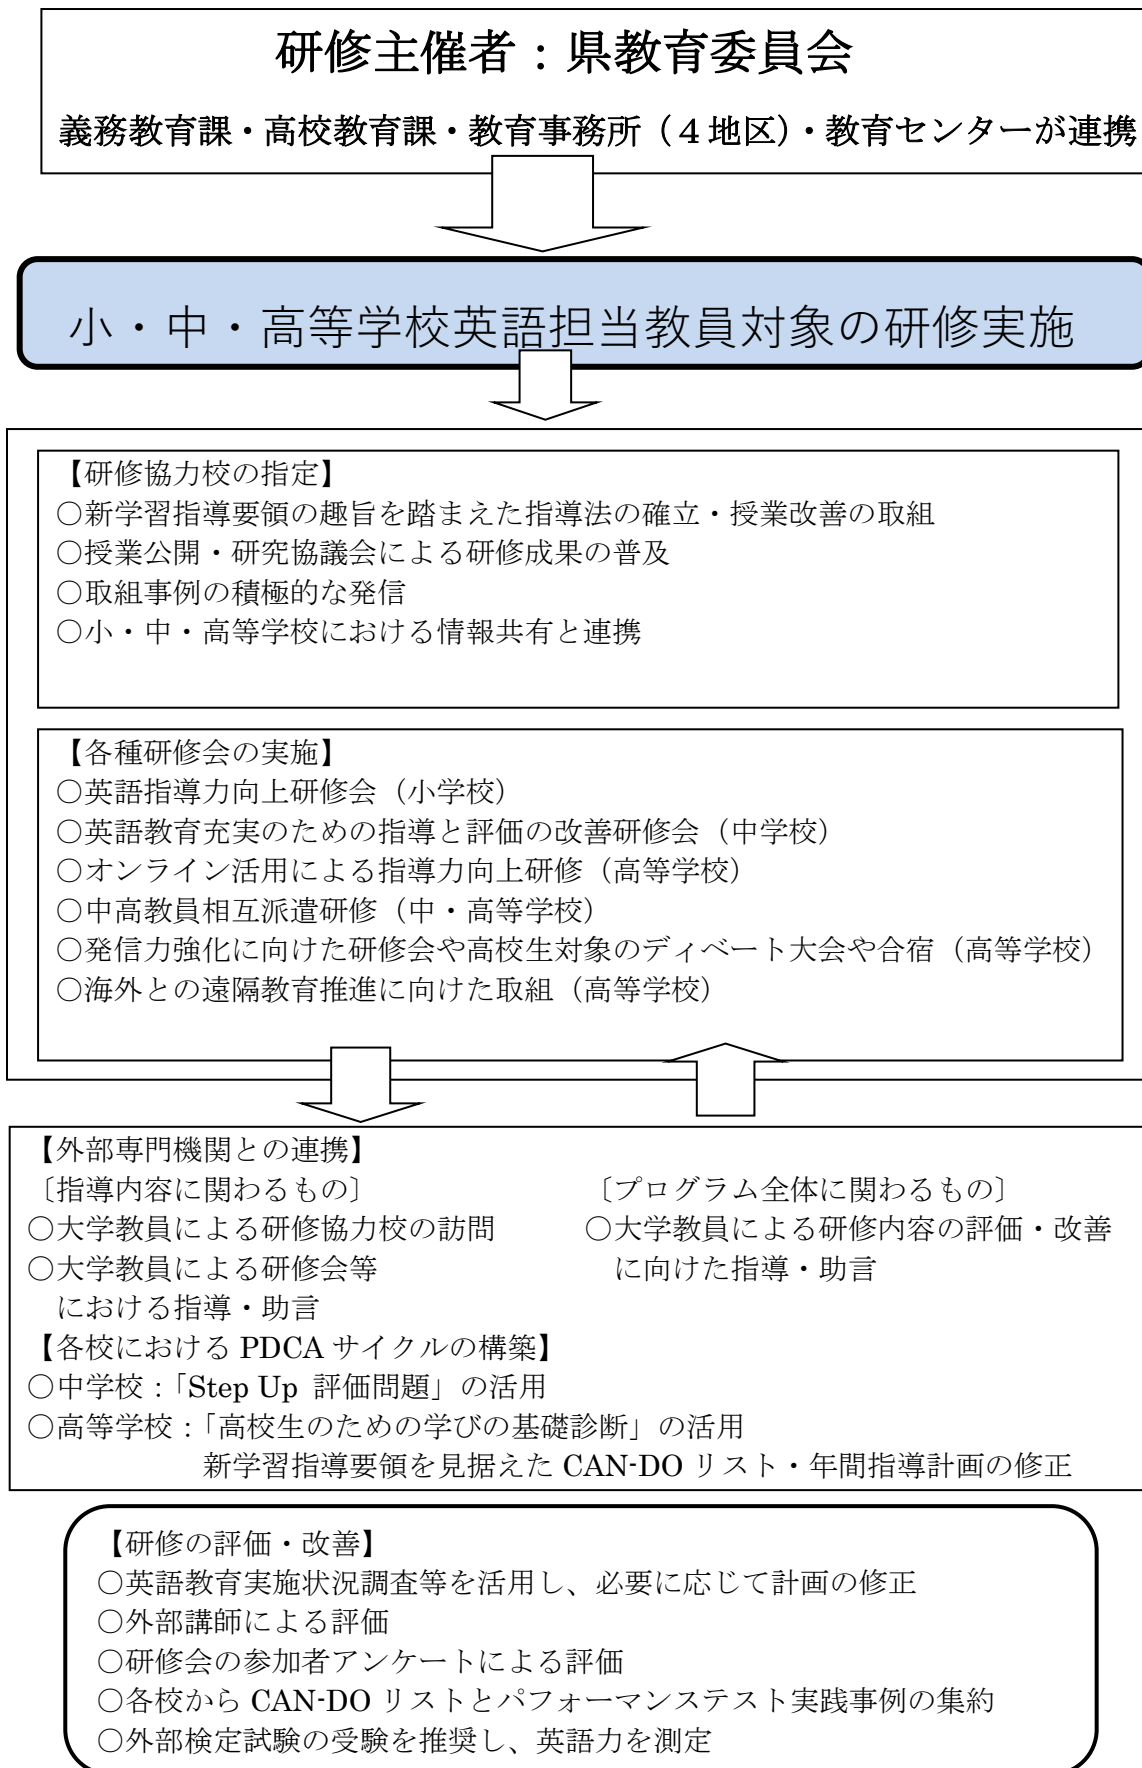 研修主催者：県教育委員会
義務教育課・高校教育課・教育事務所（４地区）・教育センターが連携
小・中・高等学校英語担当教員対象の研修実施
【研修協力校の指定】
○新学習指導要領の趣旨を踏まえた指導法の確立・授業改善の取組
○授業公開・研究協議会による研修成果の普及
○取組事例の積極的な発信
○小・中・高等学校における情報共有と連携
【各種研修会の実施】
○英語指導力向上研修会（小学校）
○英語教育充実のための指導と評価の改善研修会（中学校）
○オンライン活用による指導力向上研修（高等学校）
○中高教員相互派遣研修（中・高等学校）
○発信力強化に向けた研修会や高校生対象のディベート大会や合宿（高等学校）
○海外との遠隔教育推進に向けた取組（高等学校）
【外部専門機関との連携】
〔指導内容に関わるもの〕
○大学教員による研修協力校の訪問
○大学教員による研修会等
における指導・助言
〔プログラム全体に関わるもの〕
○大学教員による研修内容の評価・改善
に向けた指導・助言
【各校における PDCA サイクルの構築】
○中学校：「Step Up 評価問題」の活用
○高等学校：「高校生のための学びの基礎診断」の活用
新学習指導要領を見据えた CAN-DO リスト・年間指導計画の修正
【研修の評価・改善】
○英語教育実施状況調査等を活用し、必要に応じて計画の修正
○外部講師による評価
○研修会の参加者アンケートによる評価
○各校から CAN-DO リストとパフォーマンステスト実践事例の集約
○外部検定試験の受験を推奨し、英語力を測定